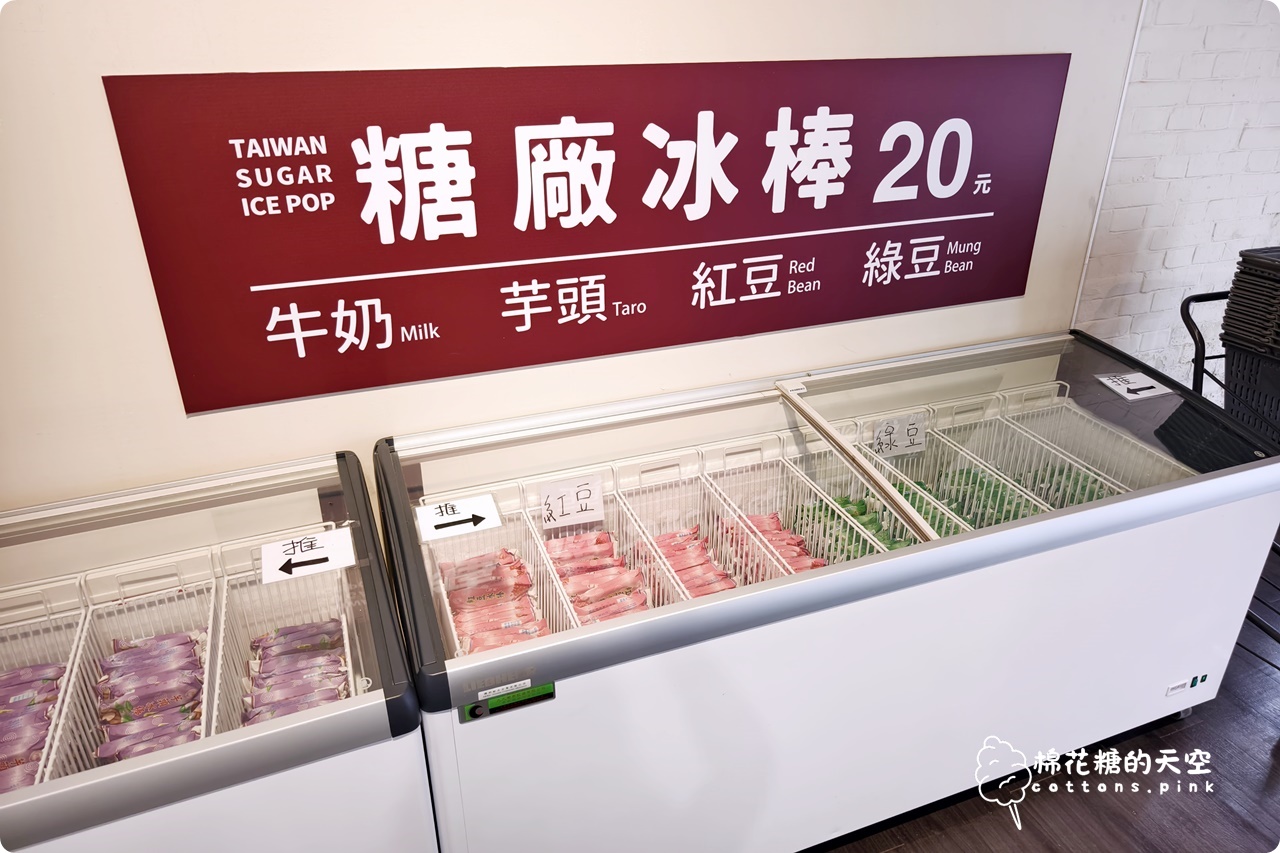 TAIWAN
SUGAR
ICE POP
糖廠冰棒 20元
牛奶 Milk
芋頭 Taro
紅豆 Red Bean
綠豆 Mung Bean
推
紅豆
綠豆
推
推
棉花糖的天空
cottons.pink